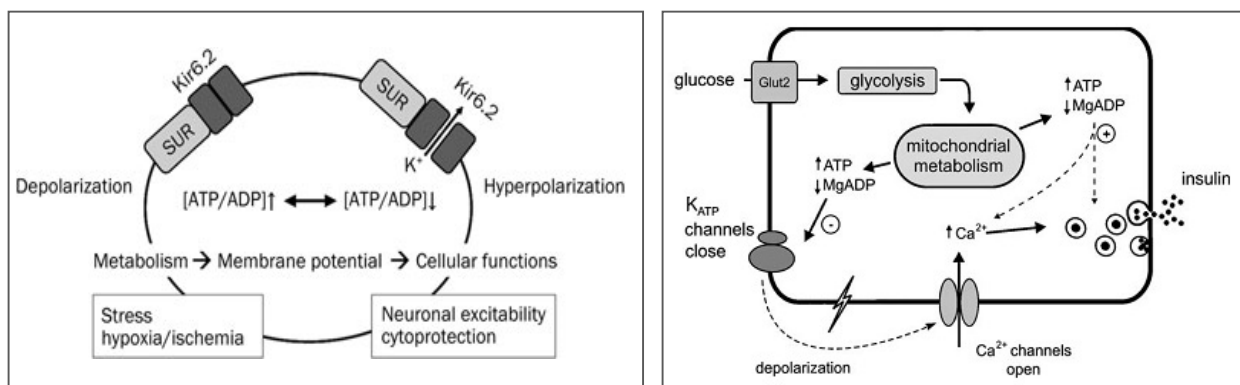 Kir6.2
SUR
SUR
Kir6.2
K⁺
Depolarization
Hyperpolarization
[ATP/ADP]↑ ↔ [ATP/ADP]↓
Metabolism → Membrane potential → Cellular functions
Stress
hypoxia/ischemia
Neuronal excitability
cytoprotection
glucose
Glut2
glycolysis
↑ATP
↓MgADP
+
mitochondrial
metabolism
↑ATP
↓MgADP
-
insulin
K_ATP
channels
close
↑Ca²⁺
depolarization
Ca²⁺ channels
open